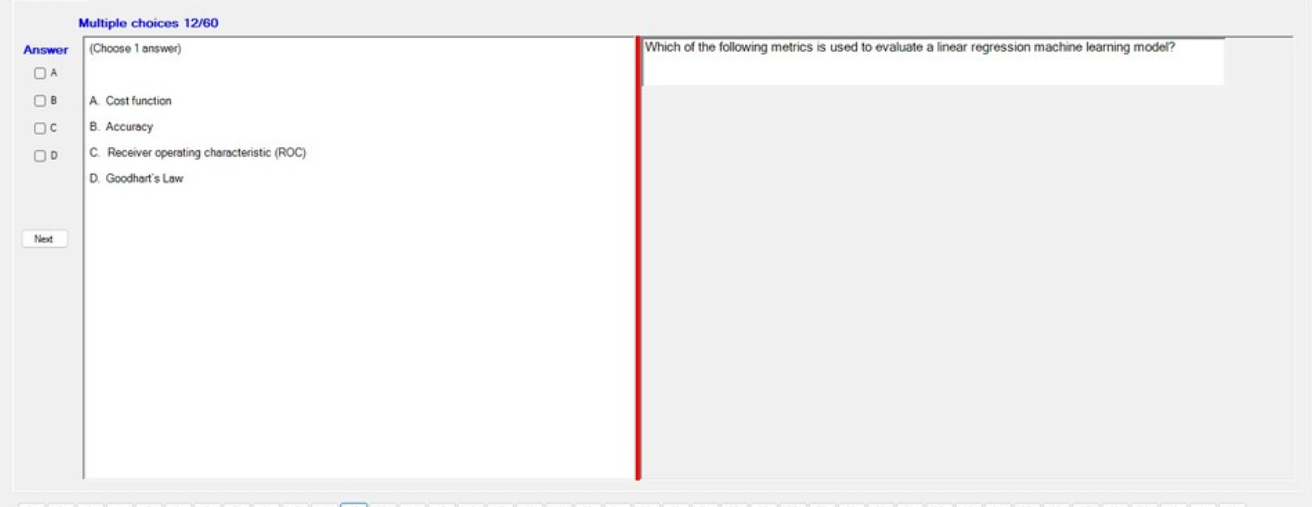 Multiple choices 12/60
Answer
(Choose 1 answer)
Which of the following metrics is used to evaluate a linear regression machine learning model?
A
B
C
D
A. Cost function
B. Accuracy
C. Receiver operating characteristic (ROC)
D. Goodhart's Law
Next